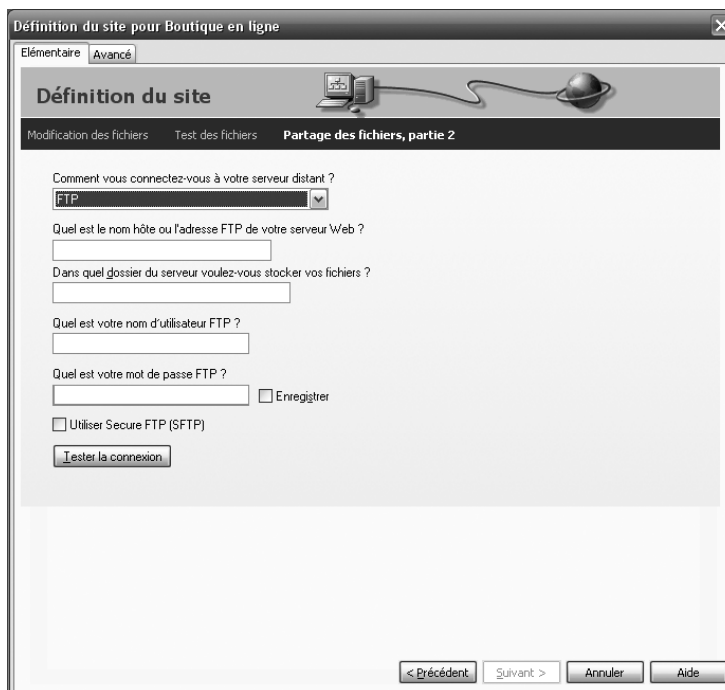 Définition du site pour Boutique en ligne
Elémentaire Avancé
Définition du site
Modification des fichiers Test des fichiers Partage des fichiers, partie 2
Comment vous connectez-vous à votre serveur distant ?
FTP
Quel est le nom hôte ou l'adresse FTP de votre serveur Web ?
Dans quel dossier du serveur voulez-vous stocker vos fichiers ?
Quel est votre nom d'utilisateur FTP ?
Quel est votre mot de passe FTP ?
Enregistrer
Utiliser Secure FTP (SFTP)
Tester la connexion
< Précédent Suivant > Annuler Aide